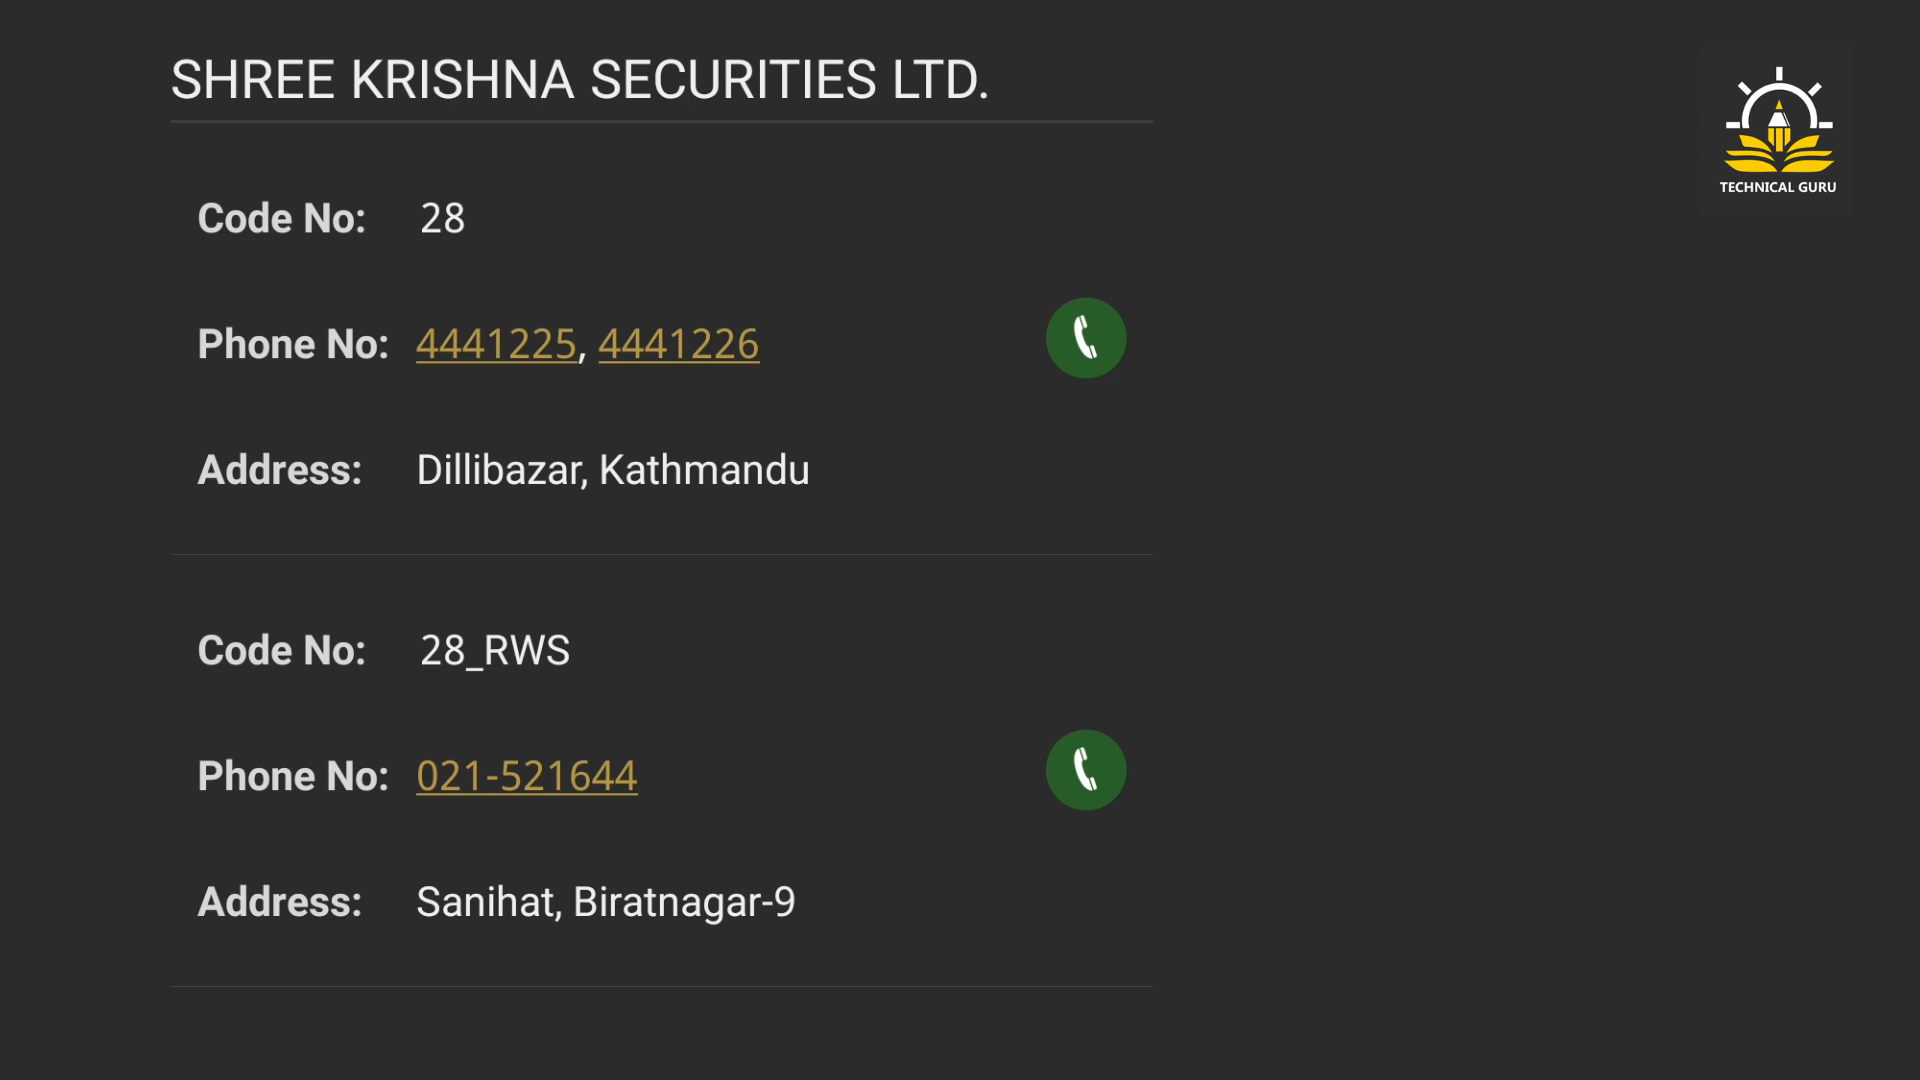 SHREE KRISHNA SECURITIES LTD.
TECHNICAL GURU
Code No: 28
Phone No: 4441225, 4441226
Address: Dillibazar, Kathmandu
Code No: 28_RWS
Phone No: 021-521644
Address: Sanihat, Biratnagar-9